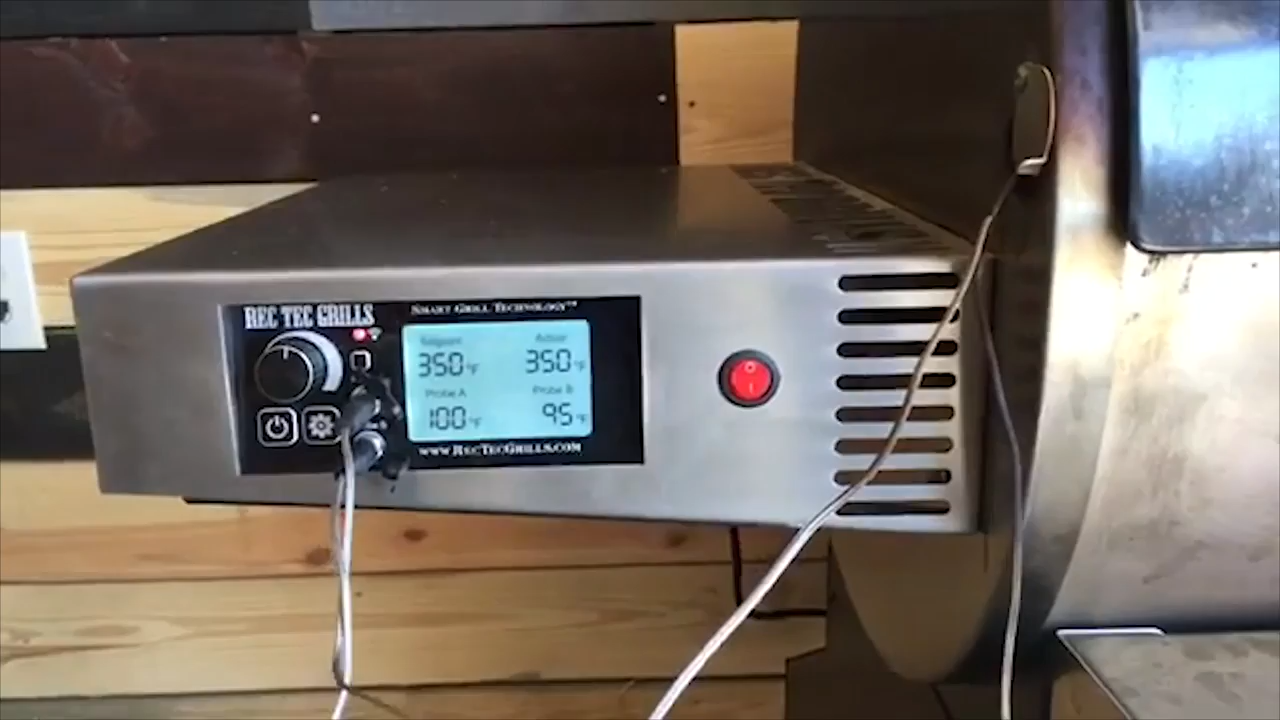 REC TEC GRILLS
SMART GRILL TECHNOLOGY™
Setpoint Actual
350°F 350°F
Probe A Probe B
100°F 95°F
WWW.RECTECGRILLS.COM
O
I